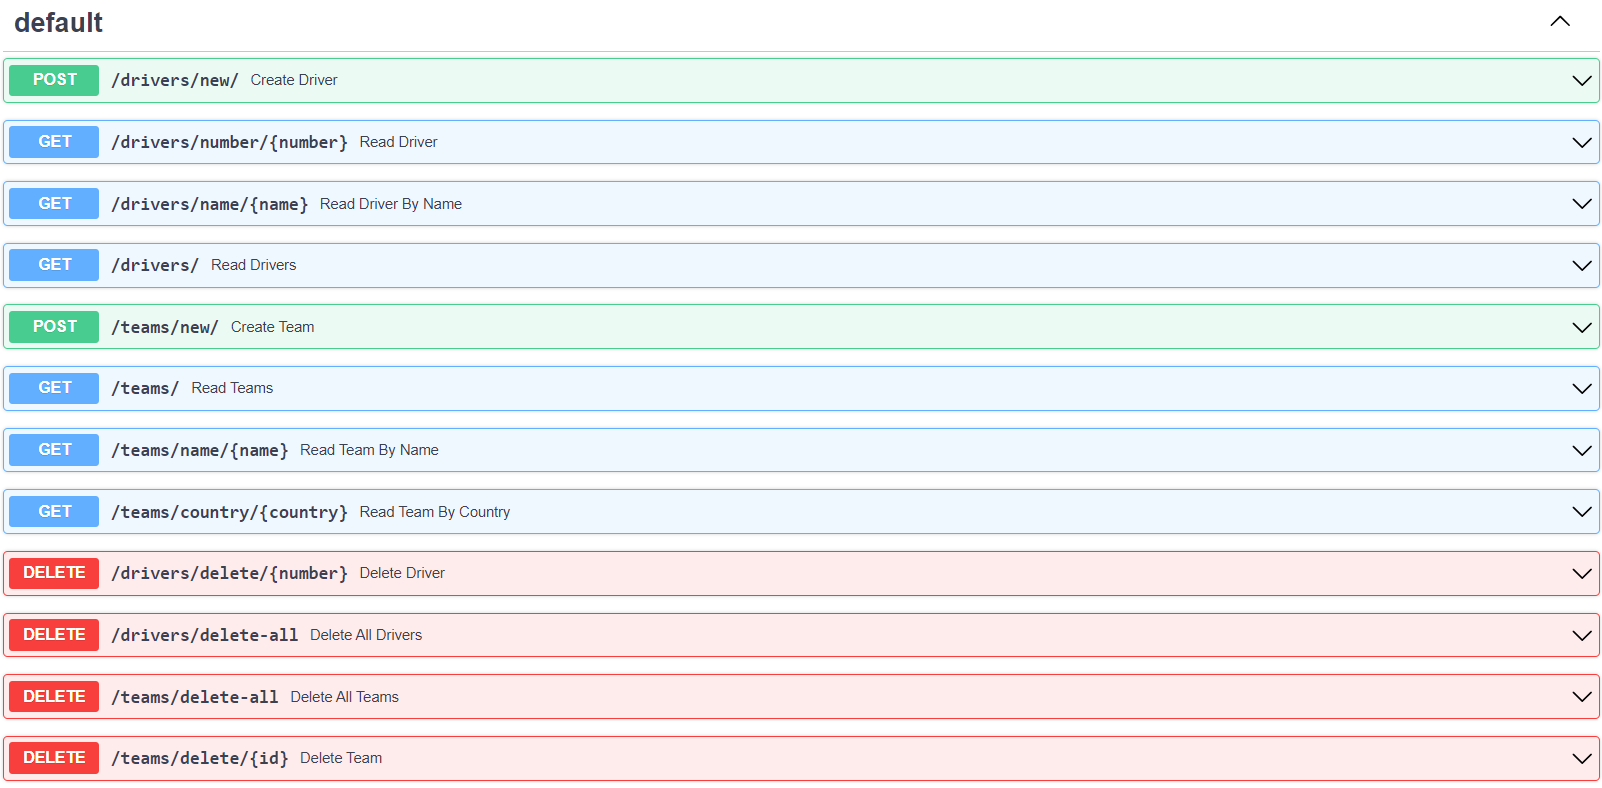 default
POST /drivers/new/ Create Driver
GET /drivers/number/{number} Read Driver
GET /drivers/name/{name} Read Driver By Name
GET /drivers/ Read Drivers
POST /teams/new/ Create Team
GET /teams/ Read Teams
GET /teams/name/{name} Read Team By Name
GET /teams/country/{country} Read Team By Country
DELETE /drivers/delete/{number} Delete Driver
DELETE /drivers/delete-all Delete All Drivers
DELETE /teams/delete-all Delete All Teams
DELETE /teams/delete/{id} Delete Team